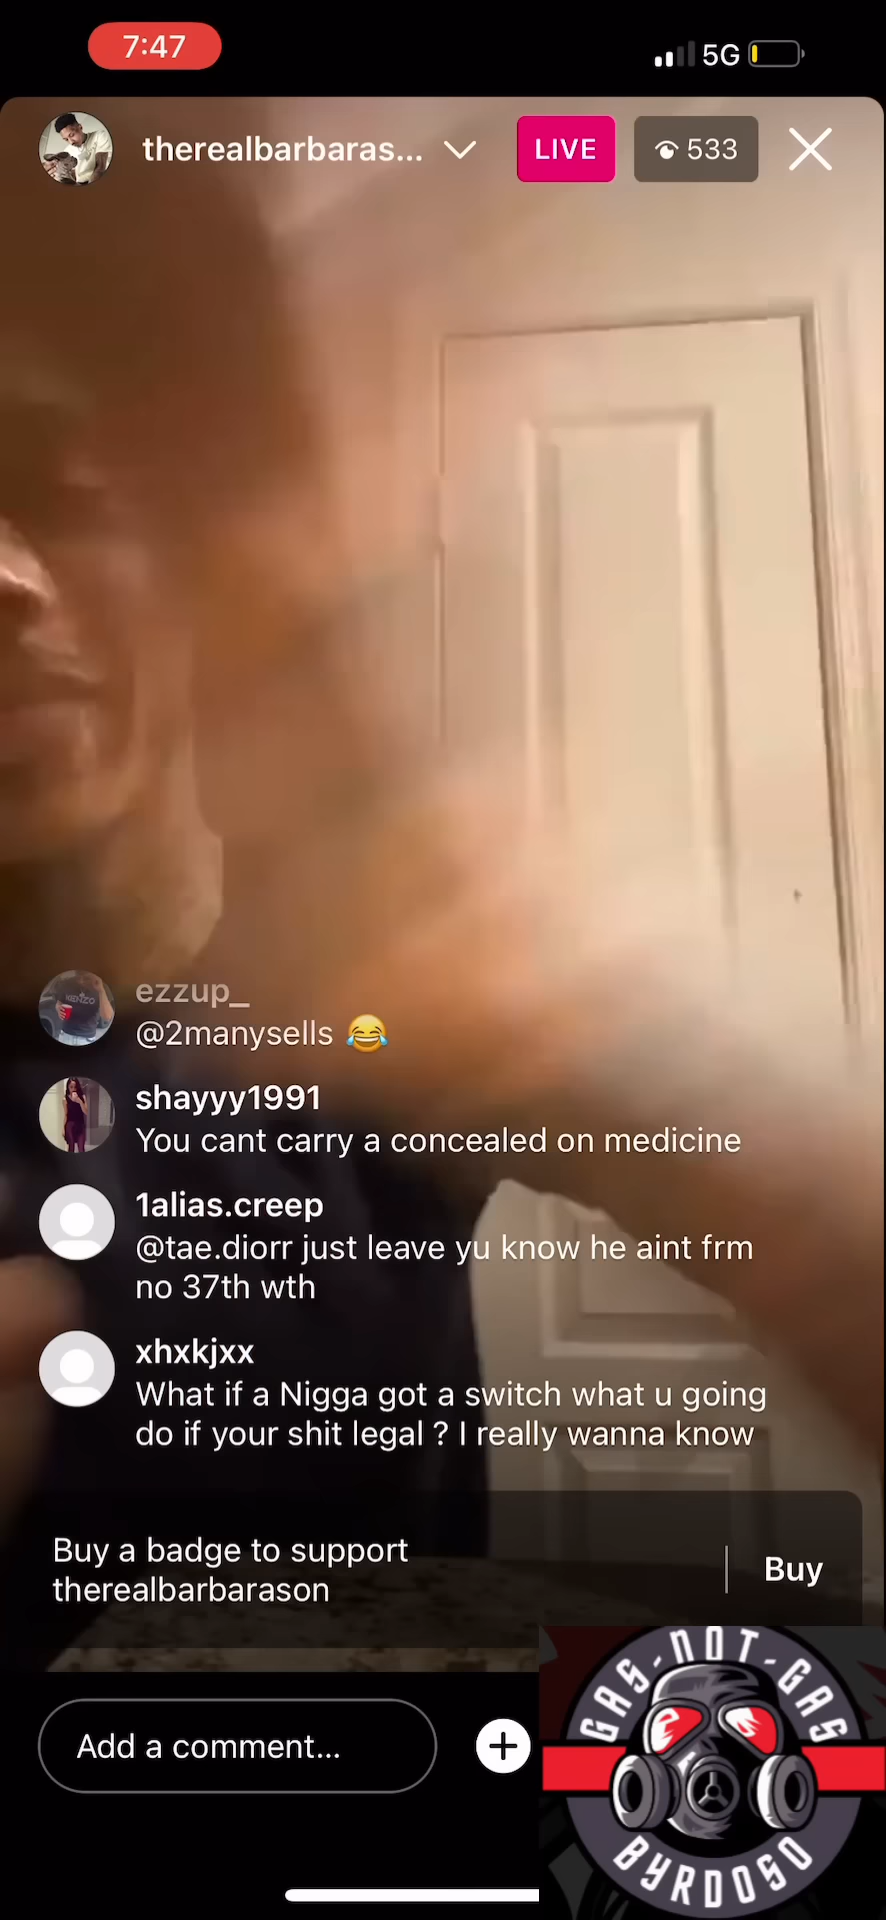 7:47
5G
therealbarbaras...
LIVE
533
ezzup_
@2manysells 😂
shayyy1991
You cant carry a concealed on medicine
1alias.creep
@tae.diorr just leave yu know he aint frm
no 37th wth
xhxkjxx
What if a Nigga got a switch what u going
do if your shit legal ? I really wanna know
Buy a badge to support
therealbarbarason
Buy
Add a comment...
GAS-NOT-GAS
BYRDOSO